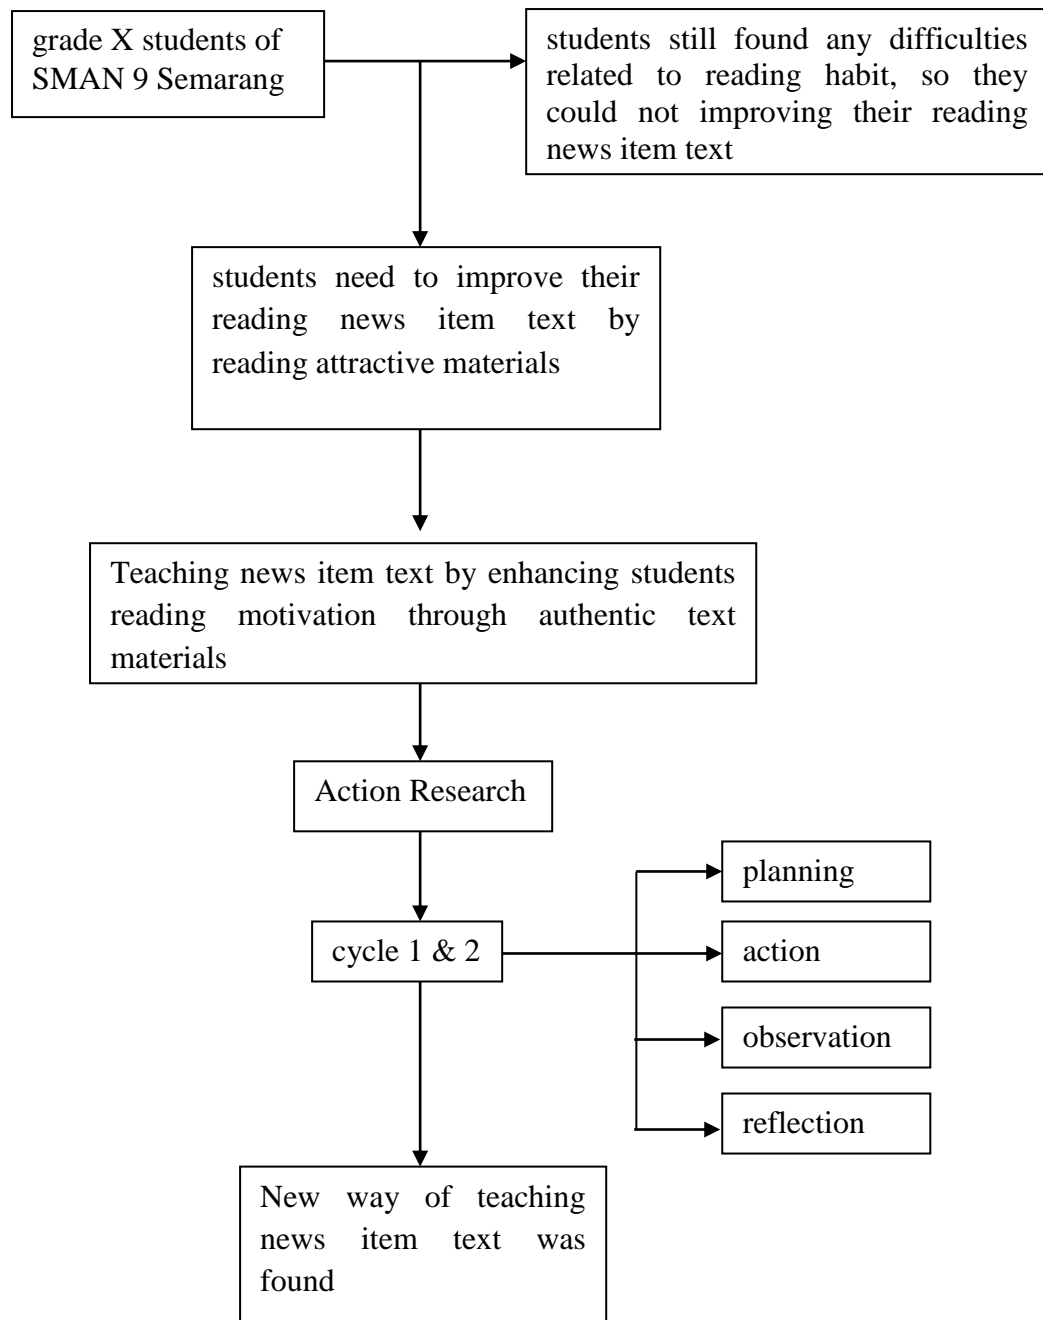 grade X students of
SMAN 9 Semarang
students still found any difficulties
related to reading habit, so they
could not improving their reading
news item text
students need to improve their
reading news item text by
reading attractive materials
Teaching news item text by enhancing students
reading motivation through authentic text
materials
Action Research
cycle 1 & 2
planning
action
observation
reflection
New way of teaching
news item text was
found